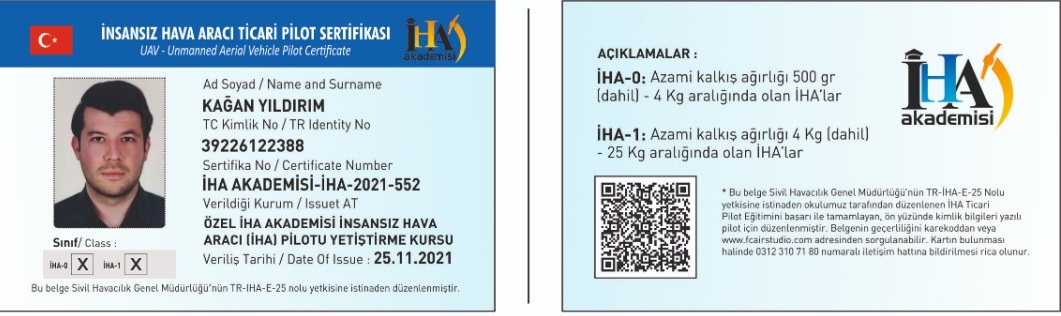 İNSANSIZ HAVA ARACI TİCARİ PİLOT SERTİFİKASI
UAV - Unmanned Aerial Vehicle Pilot Certificate
İHA
akademisi
Ad Soyad / Name and Surname
KAĞAN YILDIRIM
TC Kimlik No / TR Identity No
39226122388
Sertifika No / Certificate Number
İHA AKADEMİSİ-İHA-2021-552
Verildiği Kurum / Issuet AT
ÖZEL İHA AKADEMİSİ İNSANSIZ HAVA
ARACI (İHA) PİLOTU YETİŞTİRME KURSU
Veriliş Tarihi / Date Of Issue : 25.11.2021
Sınıf/ Class :
İHA-0 X İHA-1 X
Bu belge Sivil Havacılık Genel Müdürlüğü'nün TR-IHA-E-25 nolu yetkisine istinaden düzenlenmiştir.
AÇIKLAMALAR :
İHA-0: Azami kalkış ağırlığı 500 gr
(dahil) - 4 Kg aralığında olan İHA'lar
İHA-1: Azami kalkış ağırlığı 4 Kg (dahil)
- 25 Kg aralığında olan İHA'lar
İHA
akademisi
* Bu belge Sivil Havacılık Genel Müdürlüğü'nün TR-İHA-E-25 Nolu
yetkisine istinaden okulumuz tarafından düzenlenen İHA Ticari
Pilot Eğitimini başarı ile tamamlayan, ön yüzünde kimlik bilgileri yazılı
pilot için düzenlenmiştir. Belgenin geçerliliğini karekoddan veya
www.fcairstudio.com adresinden sorgulanabilir. Kartın bulunması
halinde 0312 310 71 80 numaralı iletişim hattına bildirilmesi rica olunur.